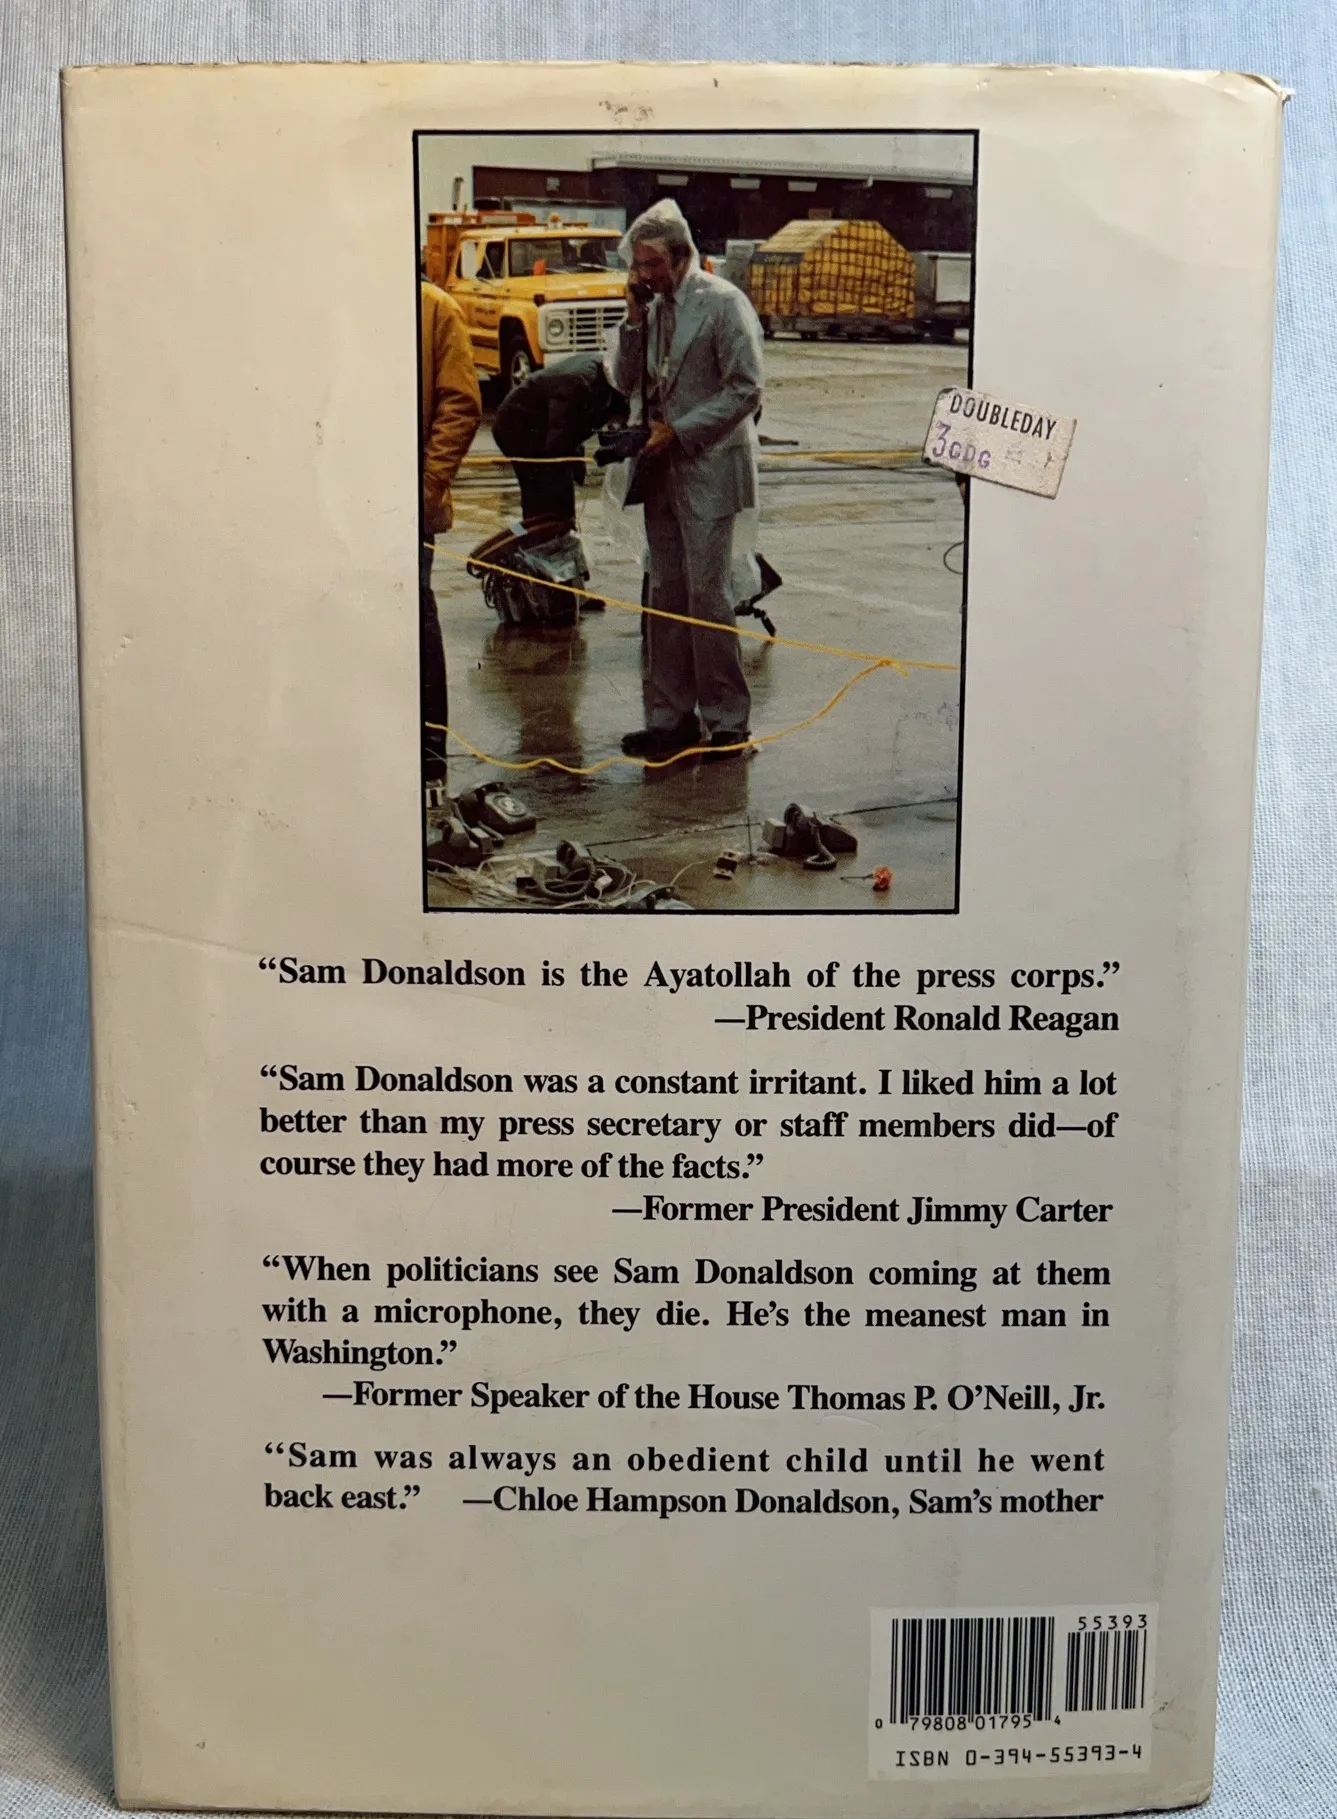 DOUBLEDAY
3GDG
“Sam Donaldson is the Ayatollah of the press corps.”
—President Ronald Reagan
“Sam Donaldson was a constant irritant. I liked him a lot
better than my press secretary or staff members did—of
course they had more of the facts.”
—Former President Jimmy Carter
“When politicians see Sam Donaldson coming at them
with a microphone, they die. He’s the meanest man in
Washington.”
—Former Speaker of the House Thomas P. O’Neill, Jr.
“Sam was always an obedient child until he went
back east.” —Chloe Hampson Donaldson, Sam’s mother
55393
0 79808 01795 4
ISBN 0-394-55393-4